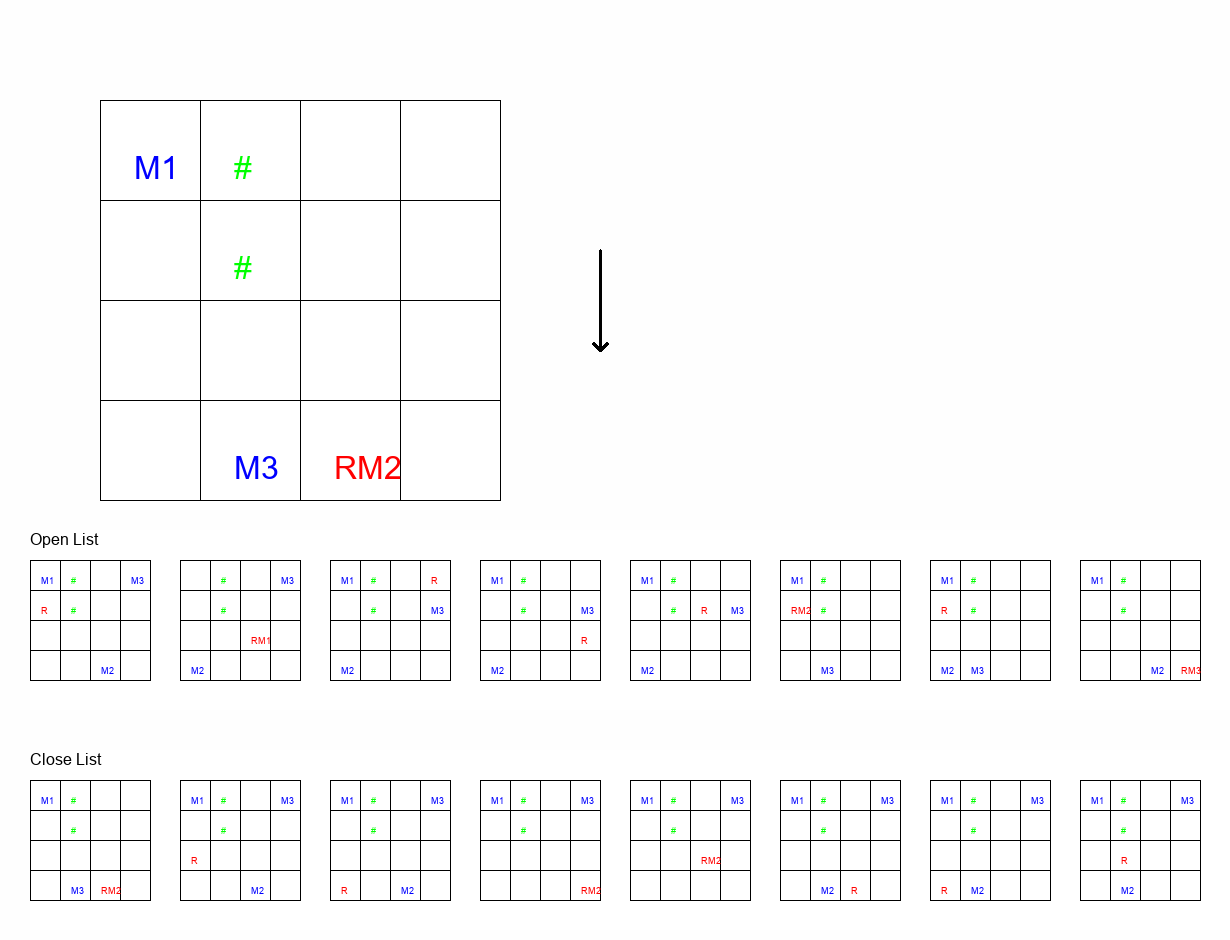 M1 #
#
M3 RM2
Open List
M1 # M3 # M3 M1 # R M1 # M1 # M1 # M1 # M1 #
R # # # M3 # M3 # R M3 RM2 # R # #
RM1 R
M2 M2 M2 M2 M2 M3 M2 M3 M2 RM3
Close List
M1 # M1 # M3 M1 # M3 M1 # M3 M1 # M3 M1 # M3 M1 # M3 M1 # M3
# # # # # # # #
R RM2 R
M3 RM2 M2 R M2 RM2 M2 R R M2 M2